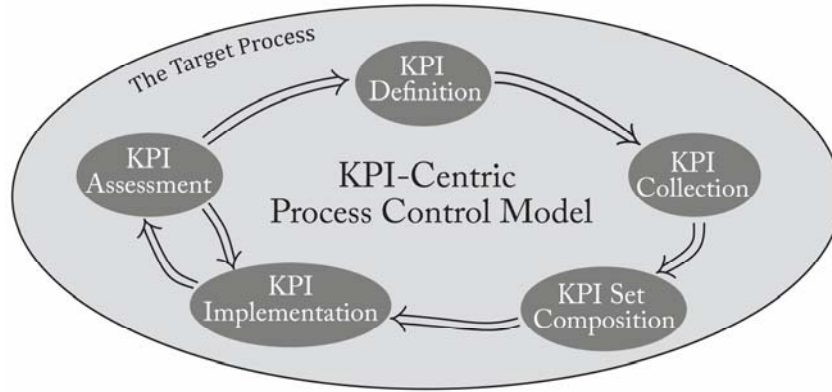 The Target Process
KPI
Definition
KPI
Assessment
KPI
Collection
KPI-Centric
Process Control Model
KPI
Implementation
KPI Set
Composition